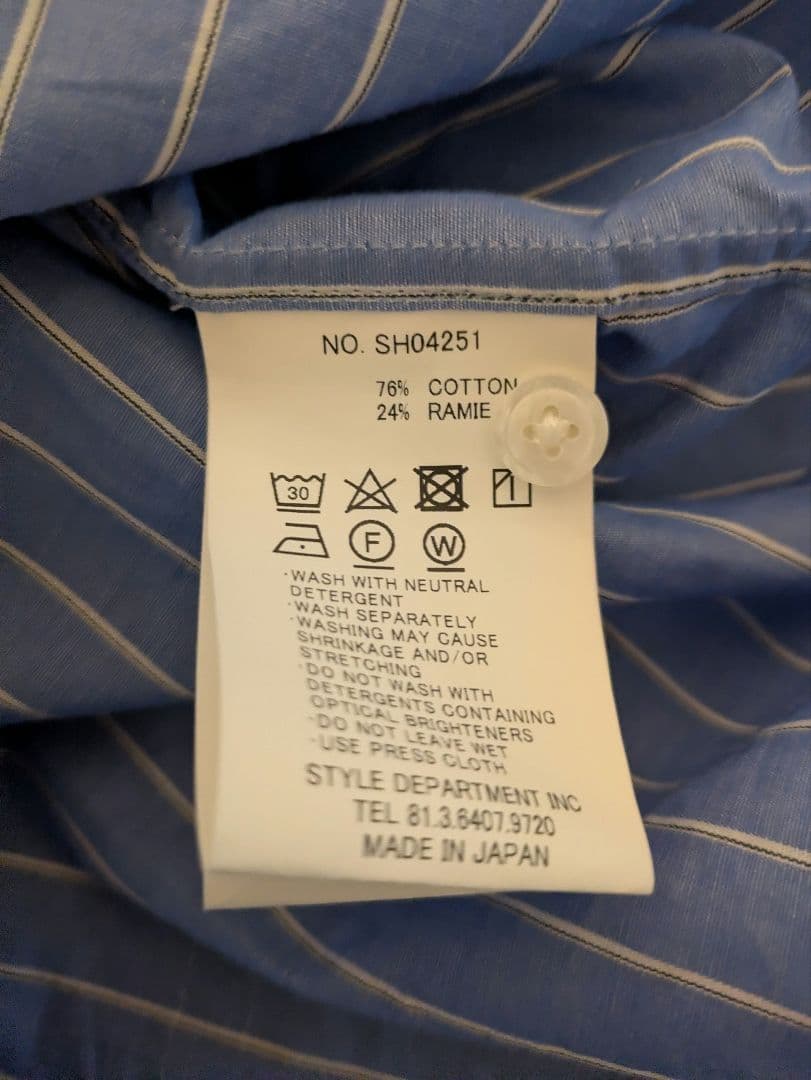 NO. SH04251
76% COTTON
24% RAMIE
30
F
W
·WASH WITH NEUTRAL
DETERGENT
·WASH SEPARATELY
·WASHING MAY CAUSE
SHRINKAGE AND/OR
STRETCHING
·DO NOT WASH WITH
DETERGENTS CONTAINING
OPTICAL BRIGHTENERS
·DO NOT LEAVE WET
·USE PRESS CLOTH
STYLE DEPARTMENT INC
TEL 81.3.6407.9720
MADE IN JAPAN